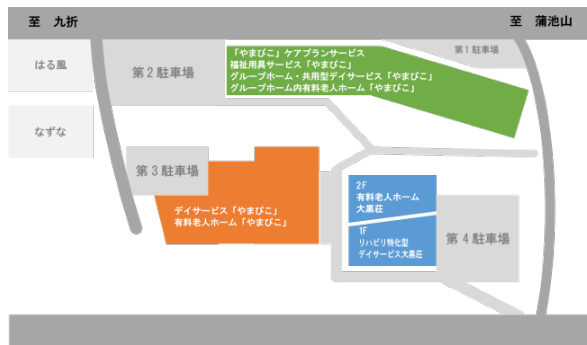 至　九折
至　蒲池山
はる風
第２駐車場
「やまびこ」ケアプランサービス
福祉用具サービス「やまびこ」
グループホーム・共用型デイサービス「やまびこ」
グループホーム内有料老人ホーム「やまびこ」
第１駐車場
なずな
第３駐車場
デイサービス「やまびこ」
有料老人ホーム「やまびこ」
2F
有料老人ホーム
大黒荘
1F
リハビリ特化型
デイサービス大黒荘
第４駐車場